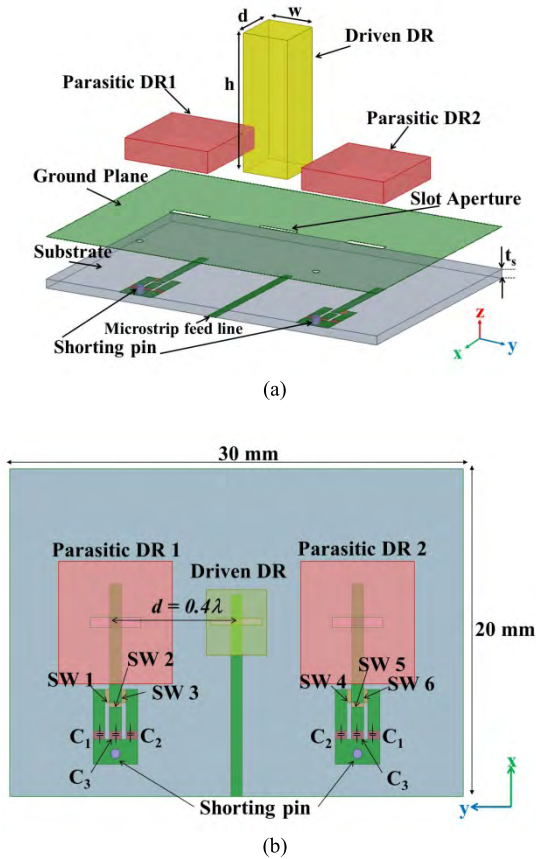 d
w
Driven DR
h
Parasitic DR1
Parasitic DR2
Ground Plane
Slot Aperture
Substrate
tₛ
Microstrip feed line
Shorting pin
z
y
x
(a)
30 mm
Parasitic DR 1
Parasitic DR 2
Driven DR
d = 0.4λ
20 mm
SW 1
SW 2
SW 3
SW 4
SW 5
SW 6
C₁
C₂
C₃
C₂
C₁
C₃
Shorting pin
x
y
(b)